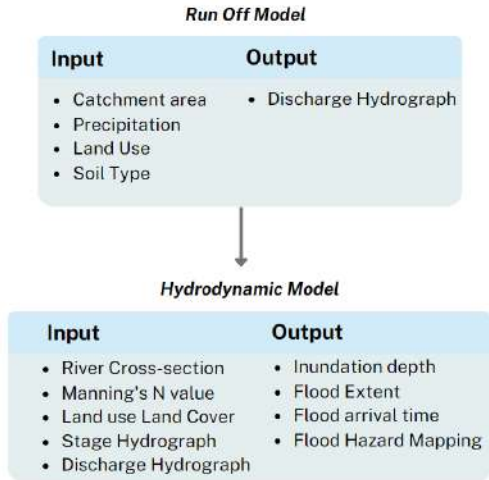 Run Off Model
Input
Output
• Catchment area
• Precipitation
• Land Use
• Soil Type
• Discharge Hydrograph
Hydrodynamic Model
Input
Output
• River Cross-section
• Manning's N value
• Land use Land Cover
• Stage Hydrograph
• Discharge Hydrograph
• Inundation depth
• Flood Extent
• Flood arrival time
• Flood Hazard Mapping